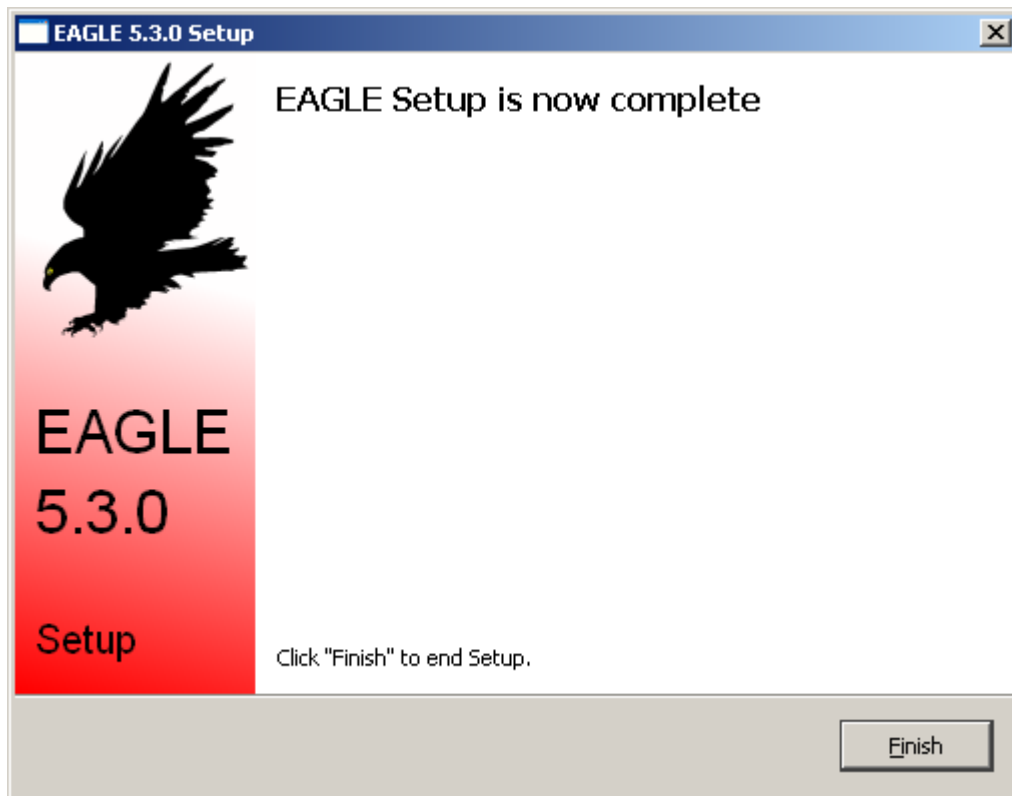 EAGLE 5.3.0 Setup
EAGLE Setup is now complete
EAGLE
5.3.0
Setup
Click "Finish" to end Setup.
Finish